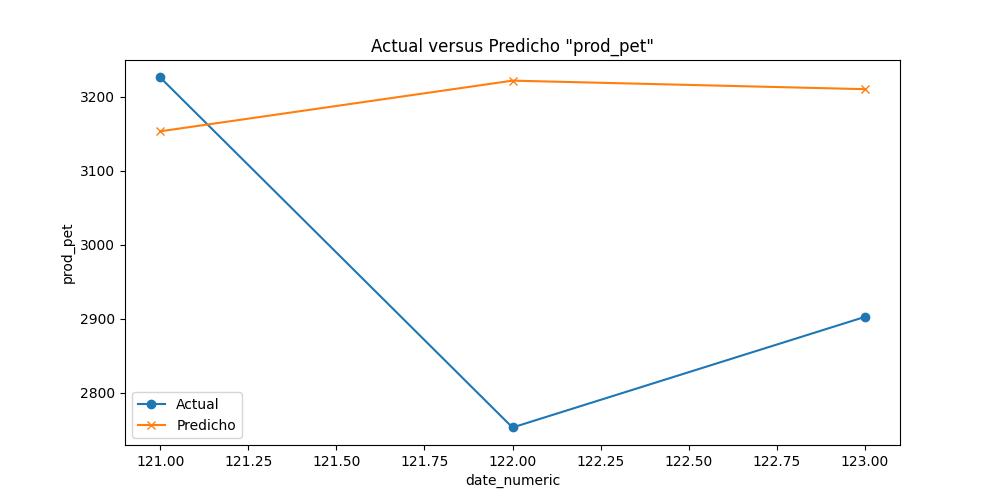 Actual versus Predicho "prod_pet"
prod_pet
3200
3100
3000
2900
2800
Actual
Predicho
121.00 121.25 121.50 121.75 122.00 122.25 122.50 122.75 123.00
date_numeric